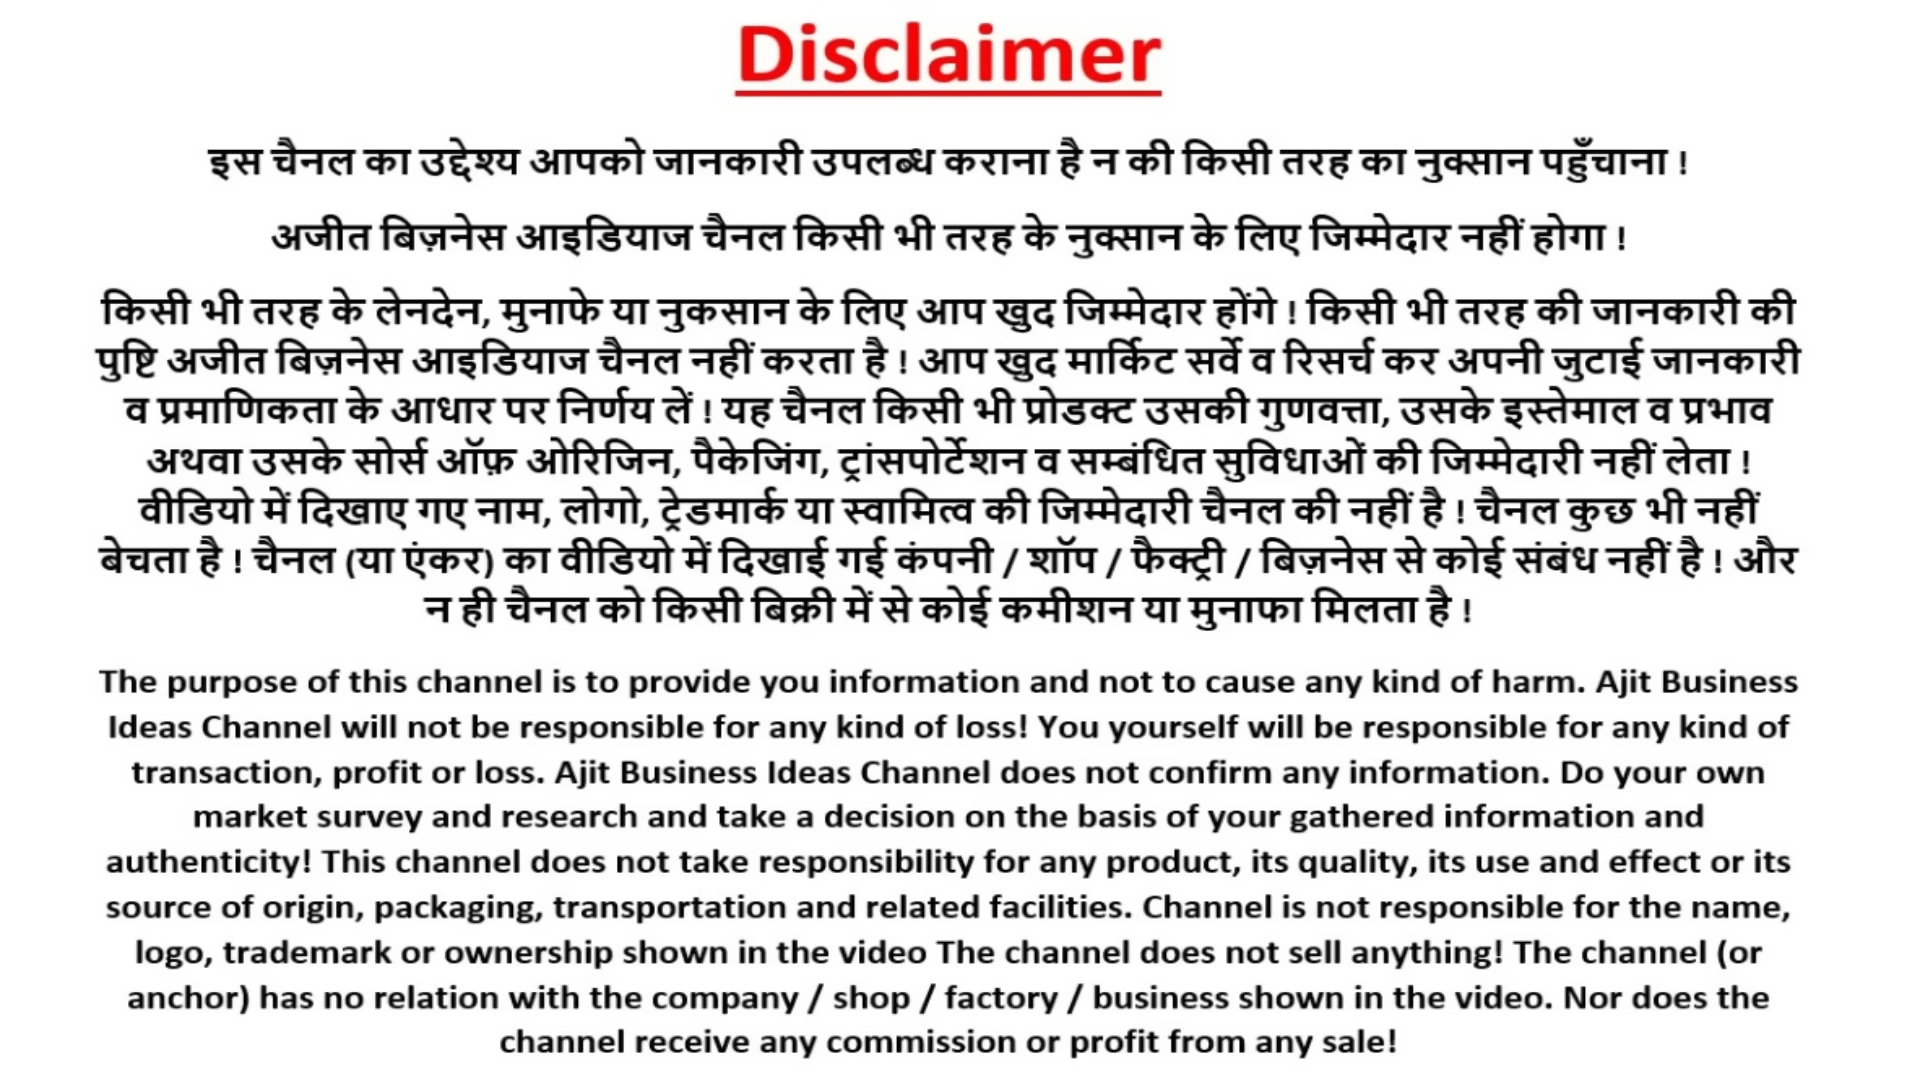 Disclaimer
इस चैनल का उद्देश्य आपको जानकारी उपलब्ध कराना है न की किसी तरह का नुक्सान पहुँचाना !
अजीत बिज़नेस आइडियाज चैनल किसी भी तरह के नुक्सान के लिए जिम्मेदार नहीं होगा !
किसी भी तरह के लेनदेन, मुनाफे या नुकसान के लिए आप खुद जिम्मेदार होंगे ! किसी भी तरह की जानकारी की
पुष्टि अजीत बिज़नेस आइडियाज चैनल नहीं करता है ! आप खुद मार्किट सर्वे व रिसर्च कर अपनी जुटाई जानकारी
व प्रमाणिकता के आधार पर निर्णय लें ! यह चैनल किसी भी प्रोडक्ट उसकी गुणवत्ता, उसके इस्तेमाल व प्रभाव
अथवा उसके सोर्स ऑफ़ ओरिजिन, पैकेजिंग, ट्रांसपोर्टेशन व सम्बंधित सुविधाओं की जिम्मेदारी नहीं लेता !
वीडियो में दिखाए गए नाम, लोगो, ट्रेडमार्क या स्वामित्व की जिम्मेदारी चैनल की नहीं है ! चैनल कुछ भी नहीं
बेचता है ! चैनल (या एंकर) का वीडियो में दिखाई गई कंपनी / शॉप / फैक्ट्री / बिज़नेस से कोई संबंध नहीं है ! और
न ही चैनल को किसी बिक्री में से कोई कमीशन या मुनाफा मिलता है !
The purpose of this channel is to provide you information and not to cause any kind of harm. Ajit Business
Ideas Channel will not be responsible for any kind of loss! You yourself will be responsible for any kind of
transaction, profit or loss. Ajit Business Ideas Channel does not confirm any information. Do your own
market survey and research and take a decision on the basis of your gathered information and
authenticity! This channel does not take responsibility for any product, its quality, its use and effect or its
source of origin, packaging, transportation and related facilities. Channel is not responsible for the name,
logo, trademark or ownership shown in the video The channel does not sell anything! The channel (or
anchor) has no relation with the company / shop / factory / business shown in the video. Nor does the
channel receive any commission or profit from any sale!